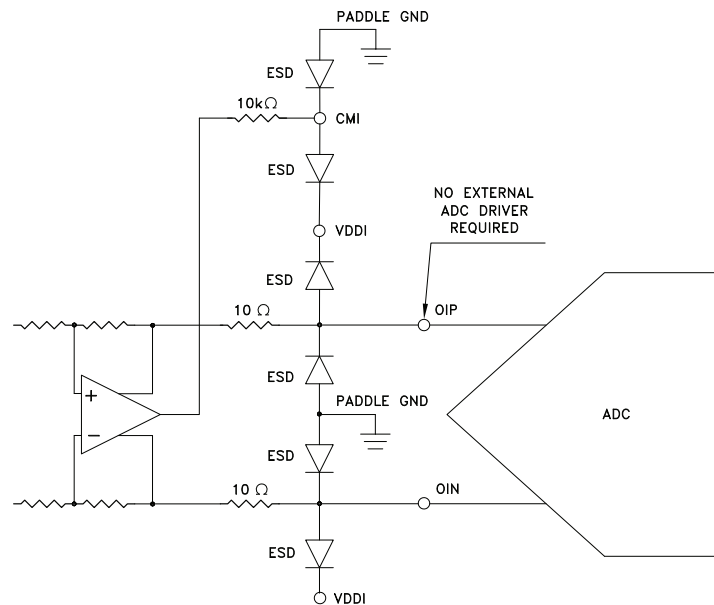 PADDLE GND
ESD
10kΩ
CMI
ESD
NO EXTERNAL
ADC DRIVER
REQUIRED
VDDI
ESD
10 Ω
OIP
ESD
PADDLE GND
+
−
ADC
ESD
10 Ω
OIN
ESD
VDDI